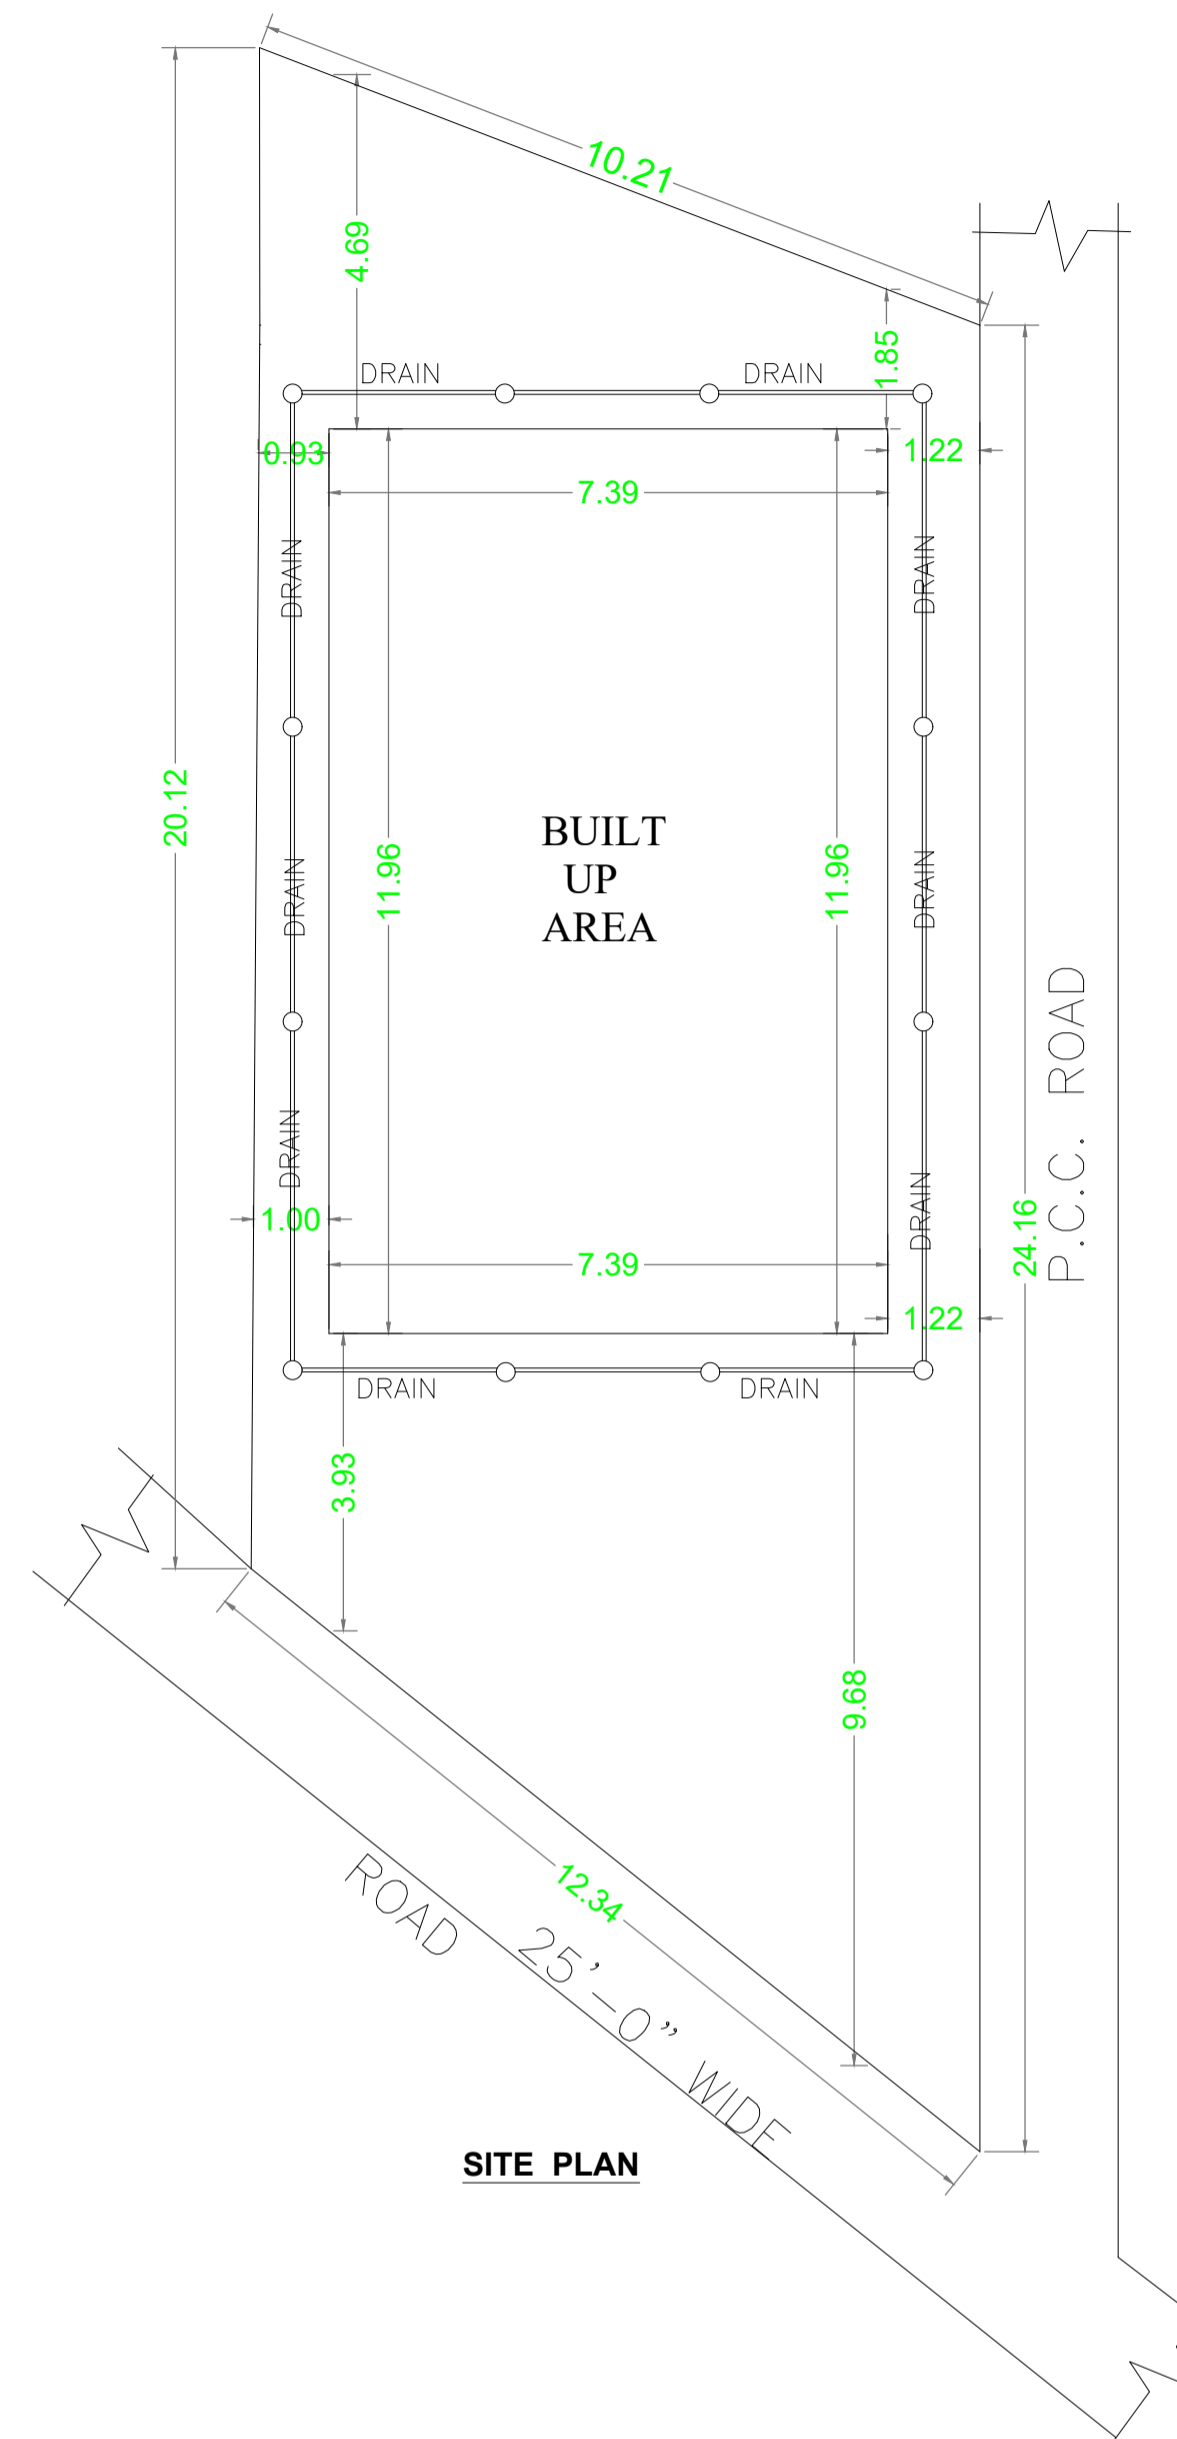 10.21
4.69
1.85
DRAIN
DRAIN
0.93
1.22
7.39
DRAIN
DRAIN
20.12
11.96
BUILT
UP
AREA
11.96
DRAIN
DRAIN
P.C.C. ROAD
DRAIN
DRAIN
1.00
24.16
7.39
1.22
DRAIN
DRAIN
3.93
9.68
12.34
ROAD 25'-0" WIDE
SITE PLAN